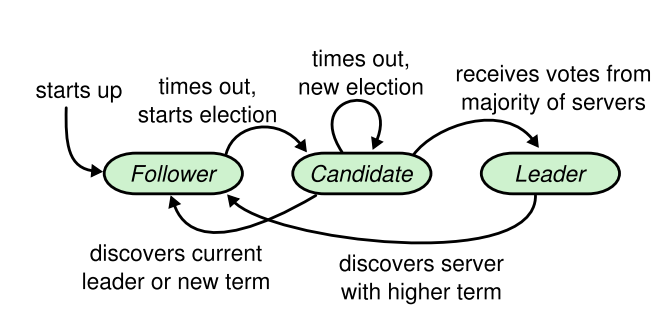 starts up
times out,
starts election
times out,
new election
receives votes from
majority of servers
Follower
Candidate
Leader
discovers current
leader or new term
discovers server
with higher term